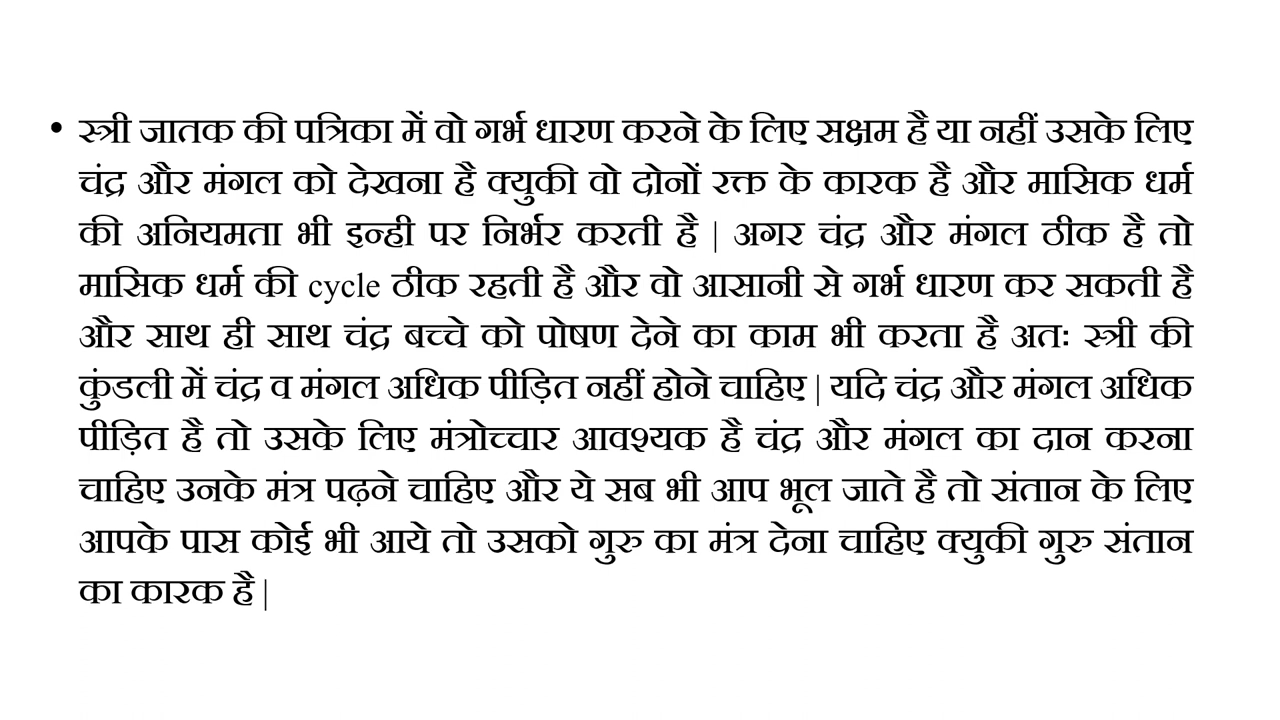 • स्त्री जातक की पत्रिका में वो गर्भ धारण करने के लिए सक्षम है या नहीं उसके लिए
चंद्र और मंगल को देखना है क्युकी वो दोनों रक्त के कारक है और मासिक धर्म
की अनियमता भी इन्ही पर निर्भर करती है | अगर चंद्र और मंगल ठीक है तो
मासिक धर्म की cycle ठीक रहती है और वो आसानी से गर्भ धारण कर सकती है
और साथ ही साथ चंद्र बच्चे को पोषण देने का काम भी करता है अतः स्त्री की
कुंडली में चंद्र व मंगल अधिक पीड़ित नहीं होने चाहिए | यदि चंद्र और मंगल अधिक
पीड़ित है तो उसके लिए मंत्रोच्चार आवश्यक है चंद्र और मंगल का दान करना
चाहिए उनके मंत्र पढ़ने चाहिए और ये सब भी आप भूल जाते है तो संतान के लिए
आपके पास कोई भी आये तो उसको गुरु का मंत्र देना चाहिए क्युकी गुरु संतान
का कारक है |